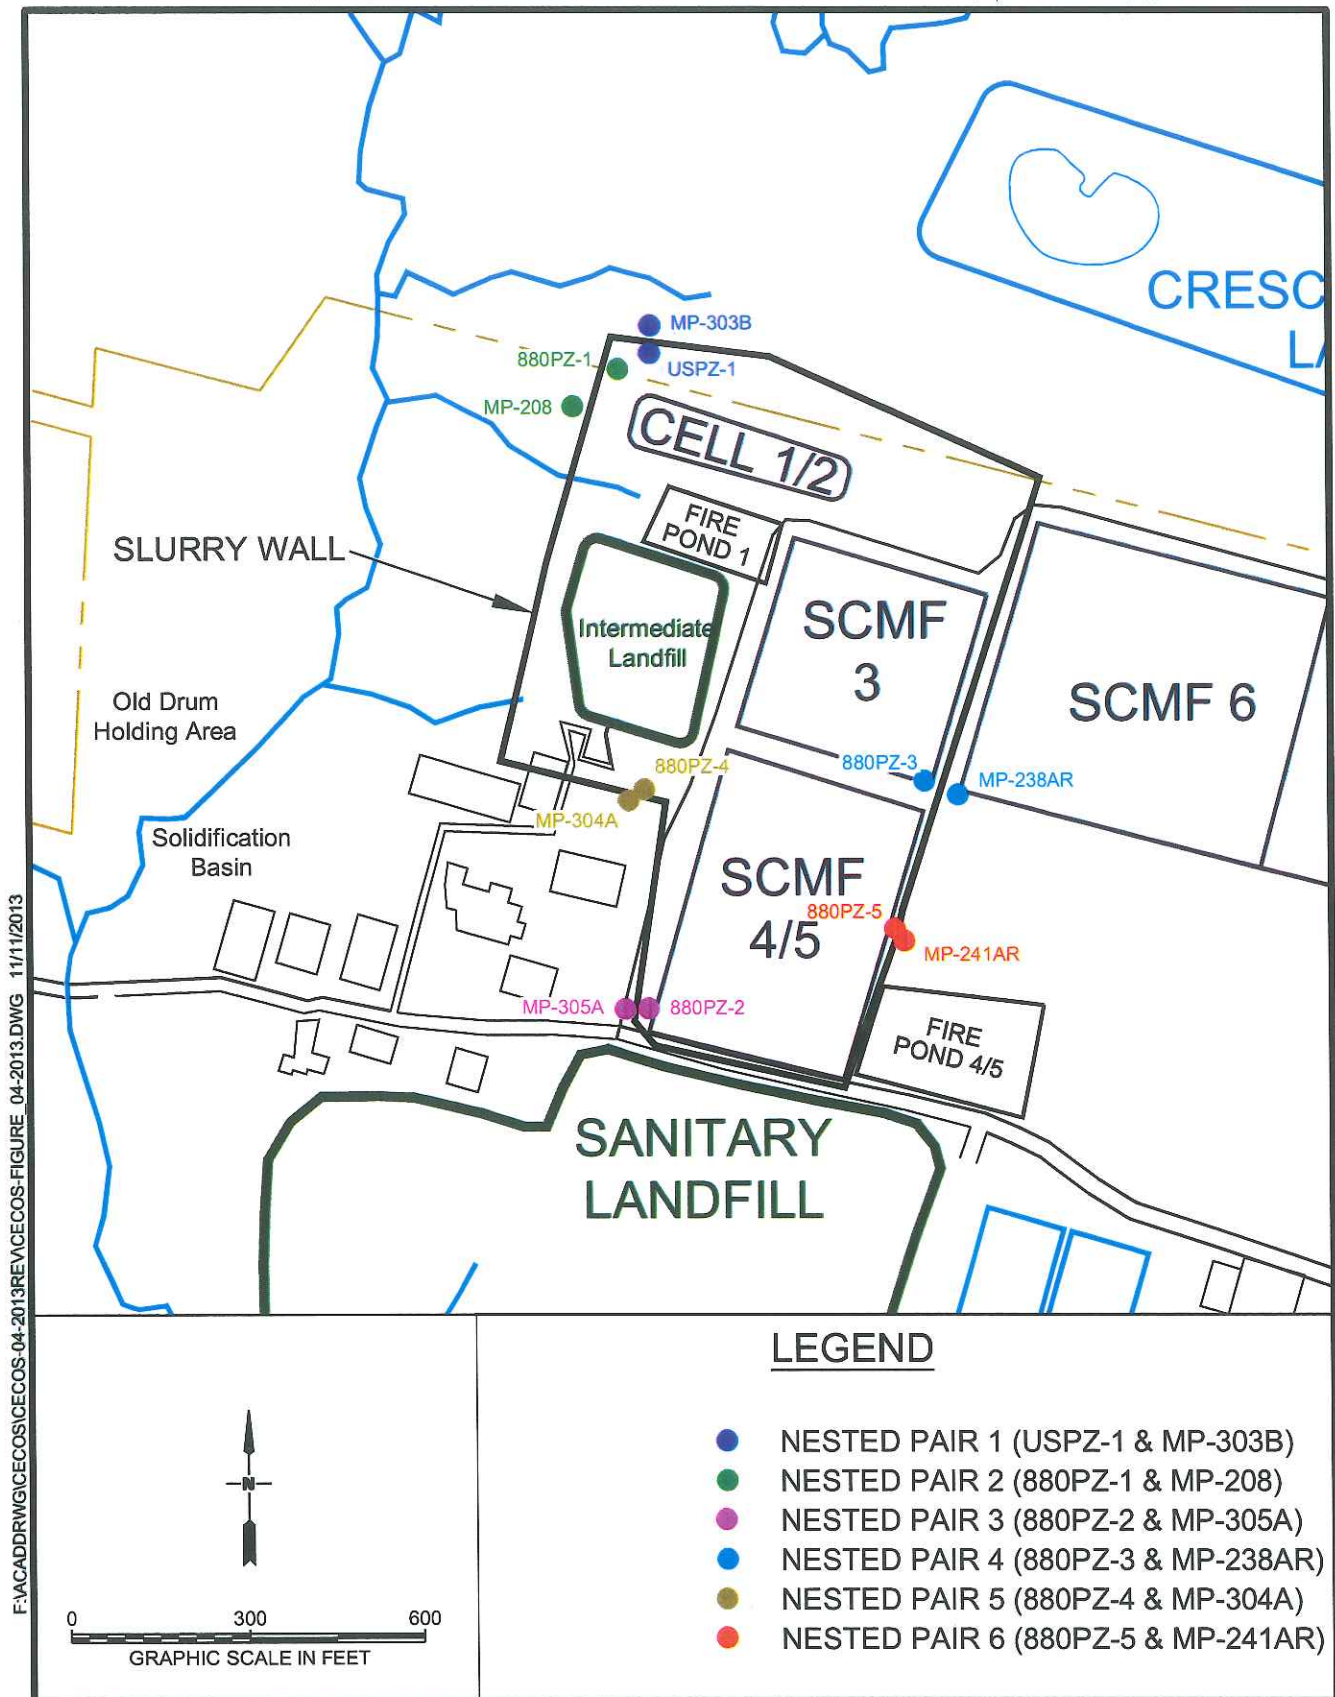 CRESC
LA
MP-303B
880PZ-1
USPZ-1
MP-208
CELL 1/2
FIRE
POND 1
SLURRY WALL
SCMF
3
Intermediate
Landfill
SCMF 6
Old Drum
Holding Area
880PZ-4
880PZ-3
MP-238AR
MP-304A
Solidification
Basin
SCMF
4/5
880PZ-5
MP-241AR
MP-305A
880PZ-2
FIRE
POND 4/5
SANITARY
LANDFILL
F:\ACADDRWG\CECOS\CECOS-04-2013REV\CECOS-FIGURE_04-2013.DWG 11/11/2013
N
0 300 600
GRAPHIC SCALE IN FEET
LEGEND
NESTED PAIR 1 (USPZ-1 & MP-303B)
NESTED PAIR 2 (880PZ-1 & MP-208)
NESTED PAIR 3 (880PZ-2 & MP-305A)
NESTED PAIR 4 (880PZ-3 & MP-238AR)
NESTED PAIR 5 (880PZ-4 & MP-304A)
NESTED PAIR 6 (880PZ-5 & MP-241AR)